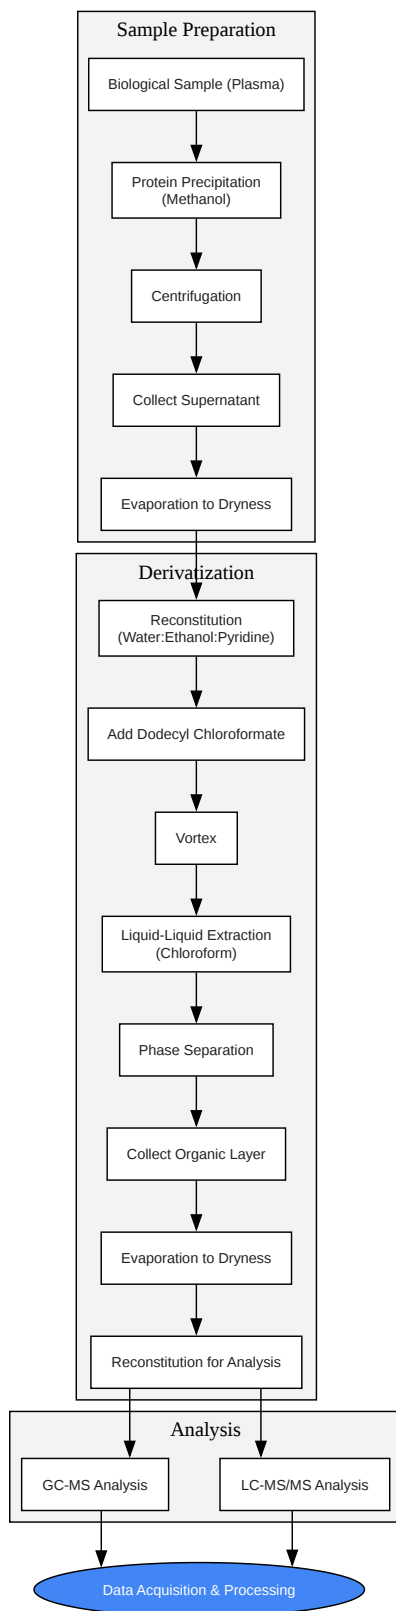 Sample Preparation
Biological Sample (Plasma)
Protein Precipitation
(Methanol)
Centrifugation
Collect Supernatant
Evaporation to Dryness
Derivatization
Reconstitution
(Water:Ethanol:Pyridine)
Add Dodecyl Chloroformate
Vortex
Liquid-Liquid Extraction
(Chloroform)
Phase Separation
Collect Organic Layer
Evaporation to Dryness
Reconstitution for Analysis
Analysis
GC-MS Analysis
LC-MS/MS Analysis
Data Acquisition & Processing